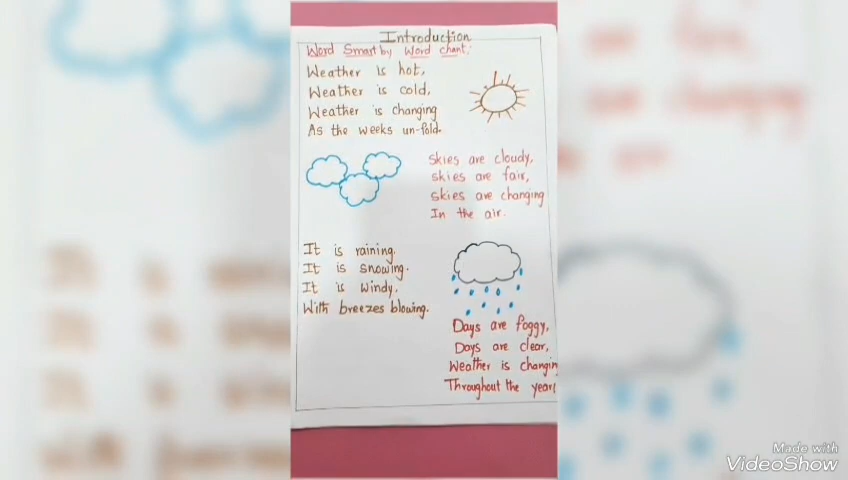 Introduction
Word Smart by Word chant:
Weather is hot,
Weather is cold,
Weather is changing
As the weeks un-fold.
Skies are cloudy,
skies are fair,
skies are changing
In the air.
It is raining.
It is snowing.
It is windy.
With breezes blowing.
Days are foggy,
Days are clear,
Weather is changin
Throughout the year
Made with
VideoShow